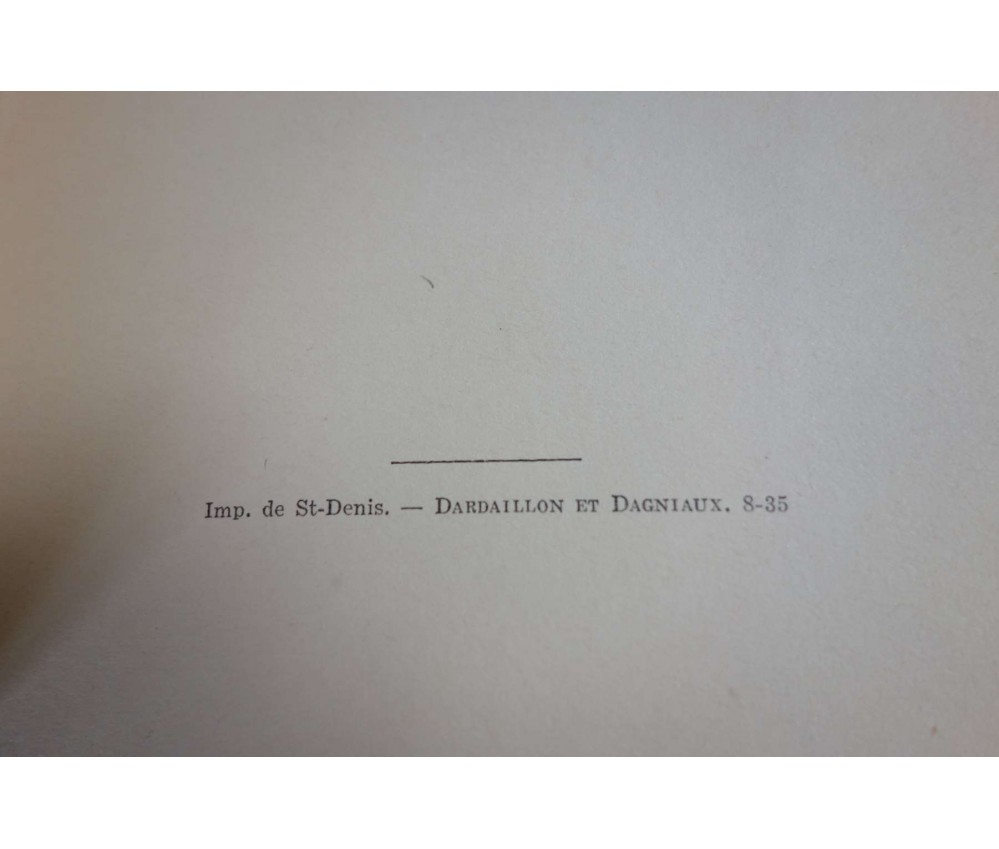 Imp. de St-Denis. — DARDAILLON ET DAGNIAUX. 8-35